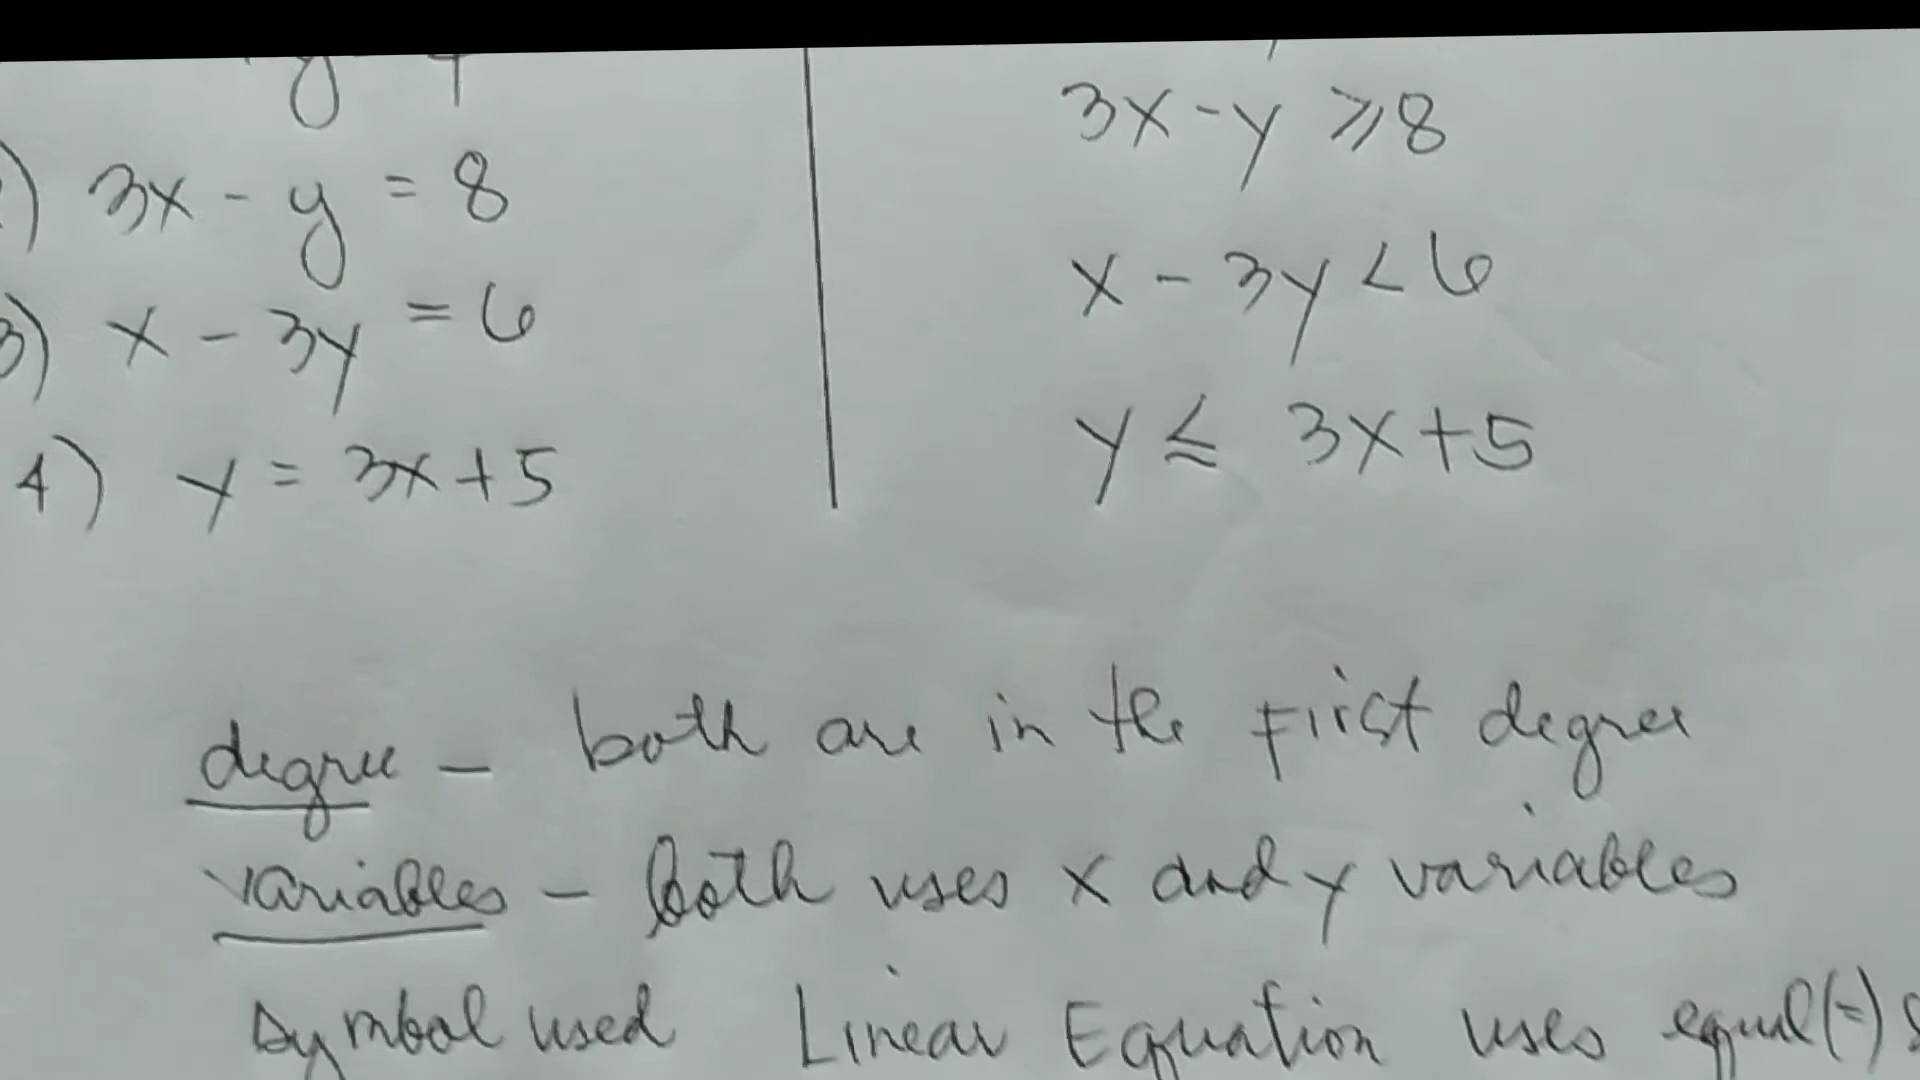 3x - y = 8
3) x - 3y = 6
4) y = 3x + 5
3x - y ≥ 8
x - 3y < 6
y ≤ 3x + 5
degree - both are in the First degree
variables - both uses x and y variables
Symbol used Linear Equation uses equal (=)